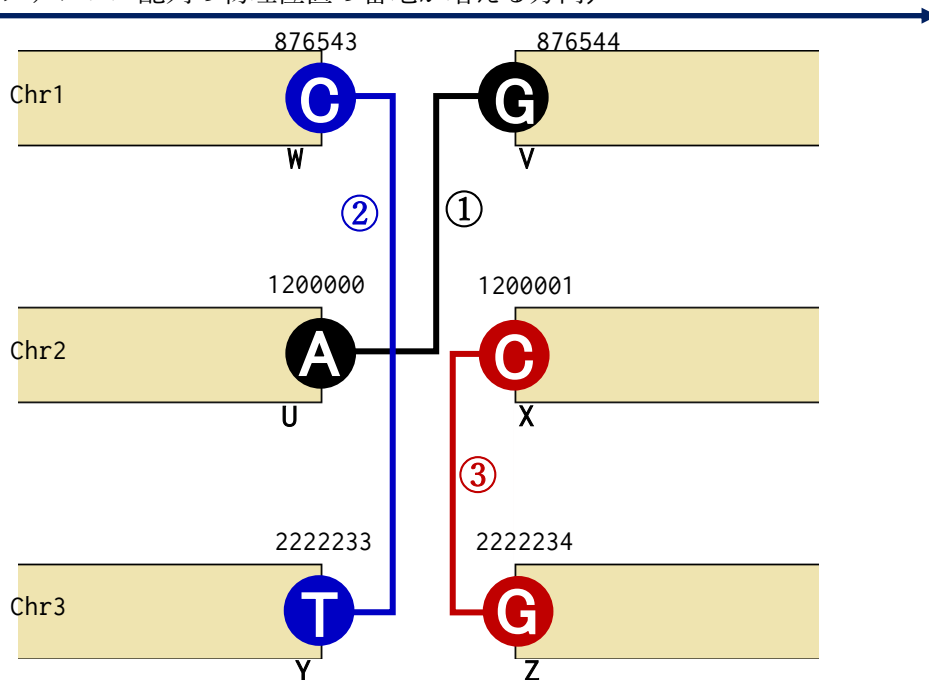 876543 876544
Chr1 C G
W V
② ①
1200000 1200001
Chr2 A C
U X
③
2222233 2222234
Chr3 T G
Y Z